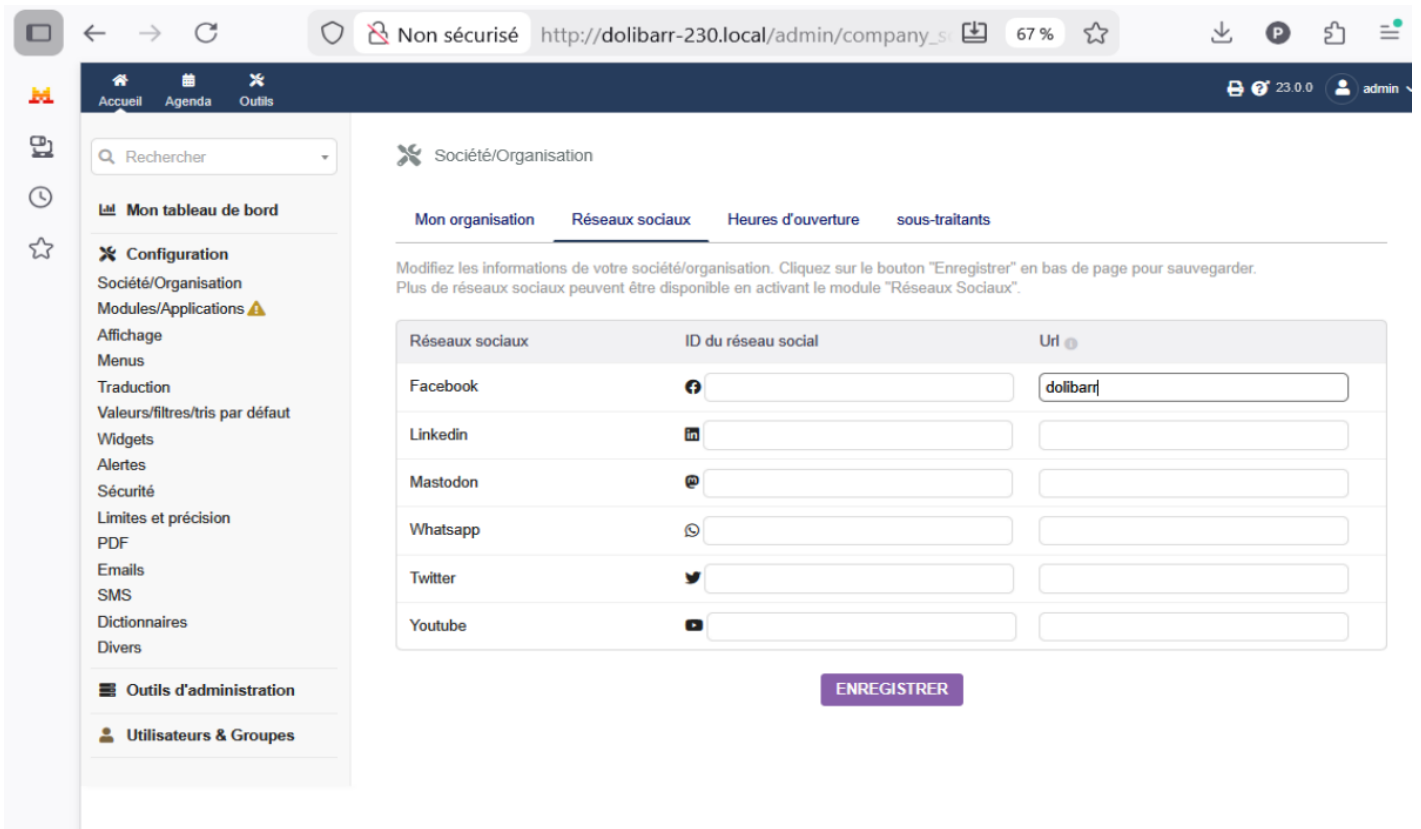 Non sécurisé http://dolibarr-230.local/admin/company_s 67 %
P
Accueil Agenda Outils
23.0.0 admin
Rechercher
Mon tableau de bord
Configuration
Société/Organisation
Modules/Applications
Affichage
Menus
Traduction
Valeurs/filtres/tris par défaut
Widgets
Alertes
Sécurité
Limites et précision
PDF
Emails
SMS
Dictionnaires
Divers
Outils d'administration
Utilisateurs & Groupes
Société/Organisation
Mon organisation Réseaux sociaux Heures d'ouverture sous-traitants
Modifiez les informations de votre société/organisation. Cliquez sur le bouton "Enregistrer" en bas de page pour sauvegarder.
Plus de réseaux sociaux peuvent être disponible en activant le module "Réseaux Sociaux".
Réseaux sociaux ID du réseau social Url
Facebook dolibarr
Linkedin
Mastodon
Whatsapp
Twitter
Youtube
ENREGISTRER